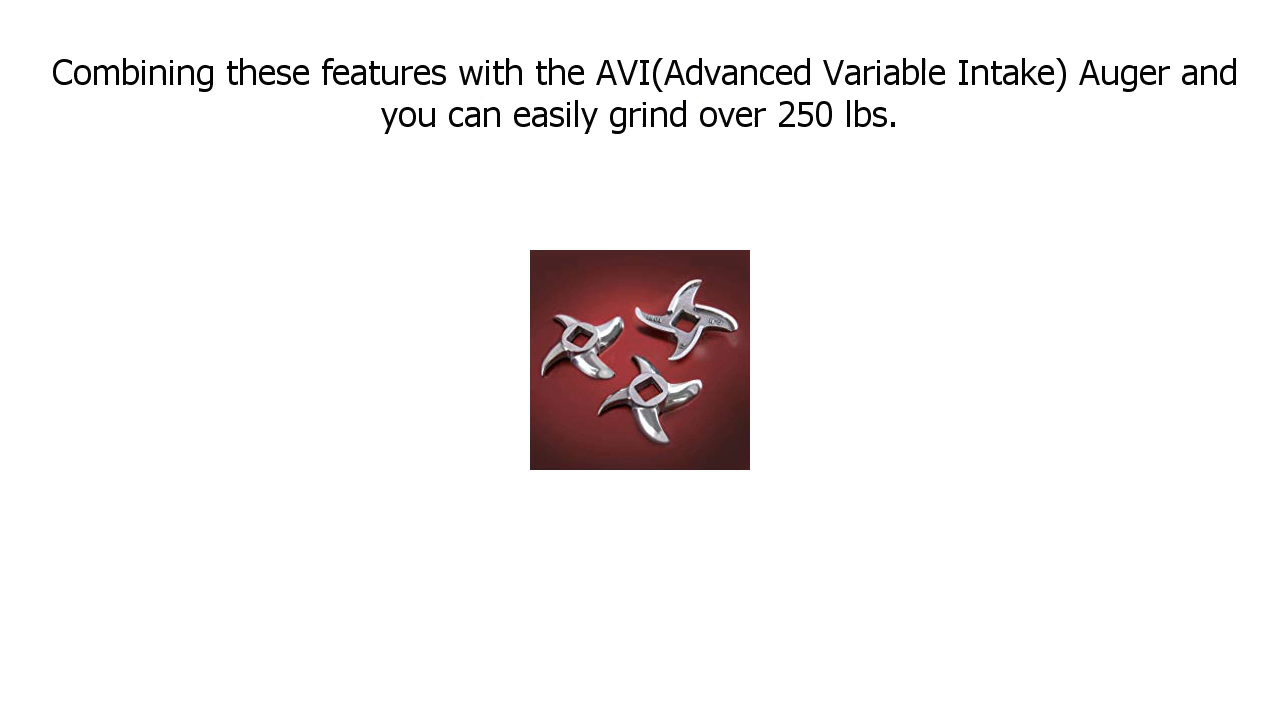 Combining these features with the AVI(Advanced Variable Intake) Auger and
you can easily grind over 250 lbs.